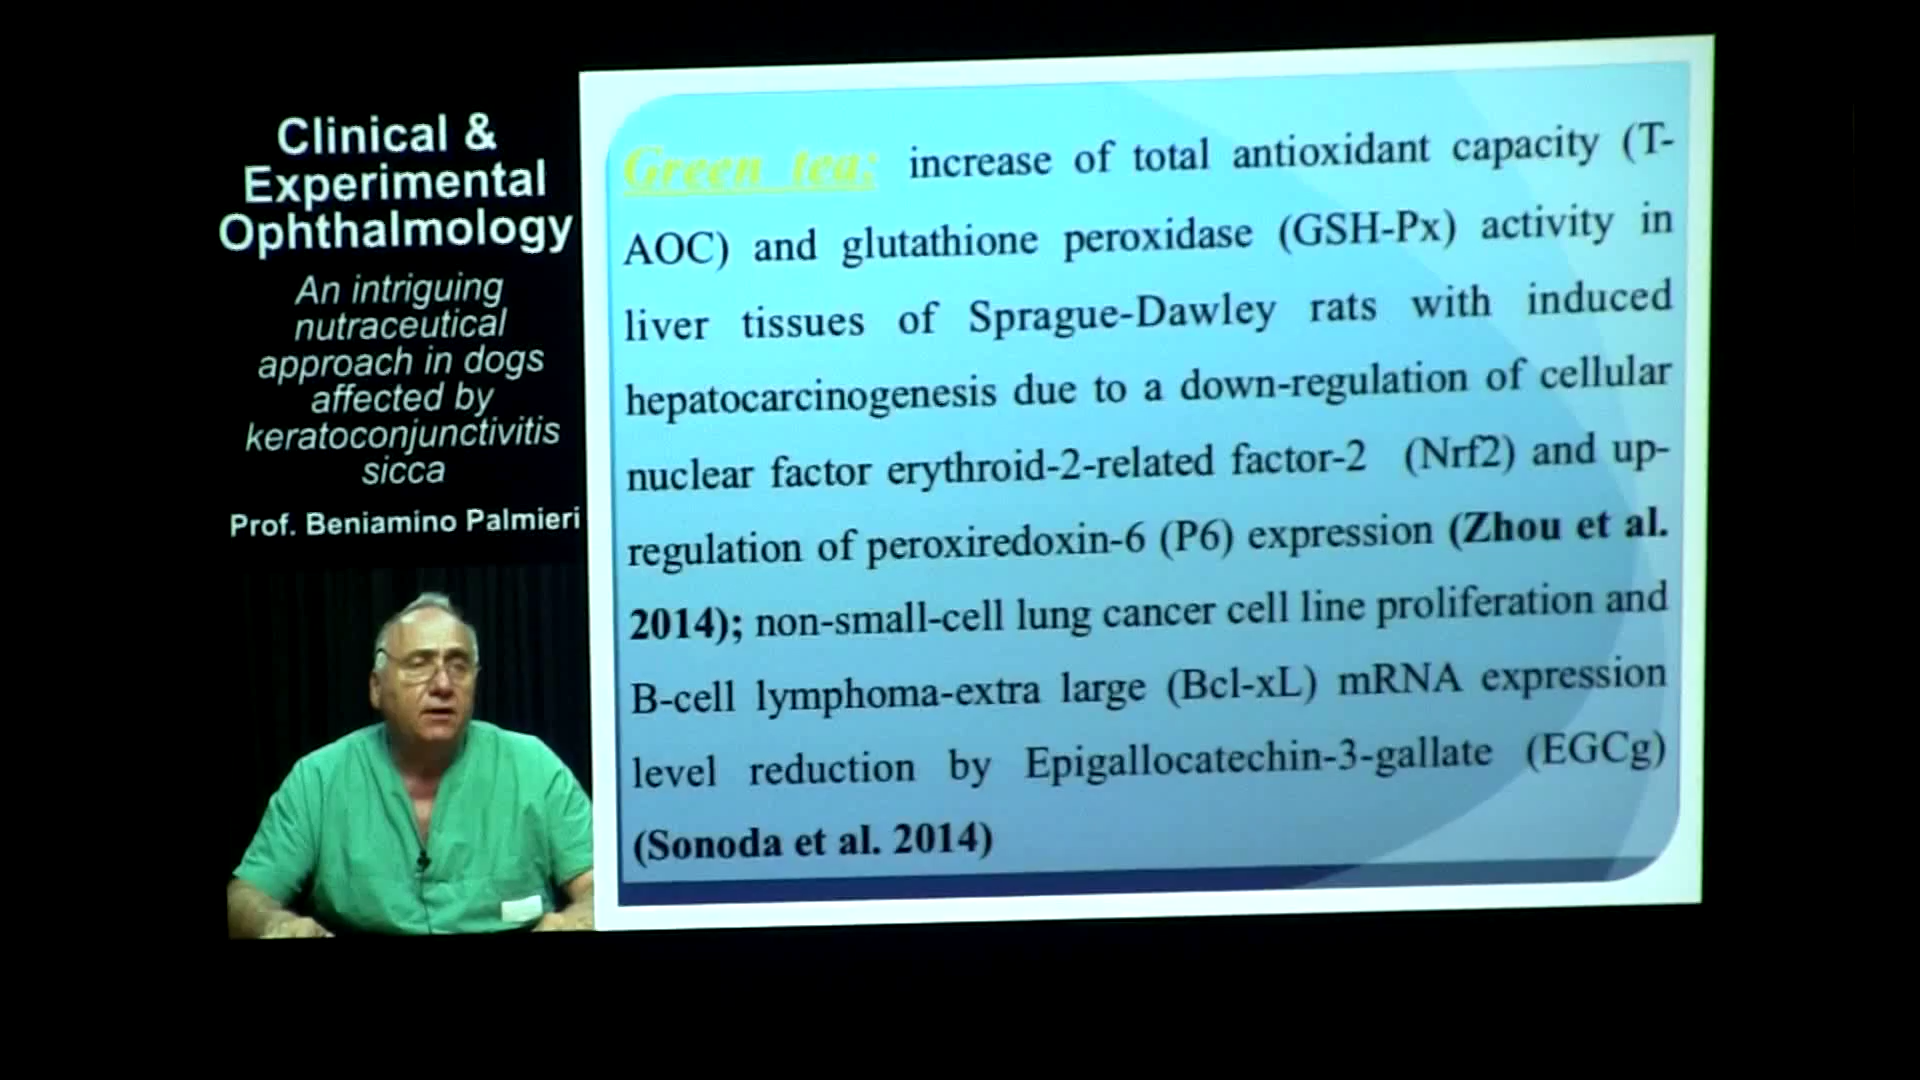 Clinical &
Experimental
Ophthalmology
An intriguing
nutraceutical
approach in dogs
affected by
keratoconjunctivitis
sicca
Prof. Beniamino Palmieri
Green tea: increase of total antioxidant capacity (T-
AOC) and glutathione peroxidase (GSH-Px) activity in
liver tissues of Sprague-Dawley rats with induced
hepatocarcinogenesis due to a down-regulation of cellular
nuclear factor erythroid-2-related factor-2 (Nrf2) and up-
regulation of peroxiredoxin-6 (P6) expression (Zhou et al.
2014); non-small-cell lung cancer cell line proliferation and
B-cell lymphoma-extra large (Bcl-xL) mRNA expression
level reduction by Epigallocatechin-3-gallate (EGCg)
(Sonoda et al. 2014)